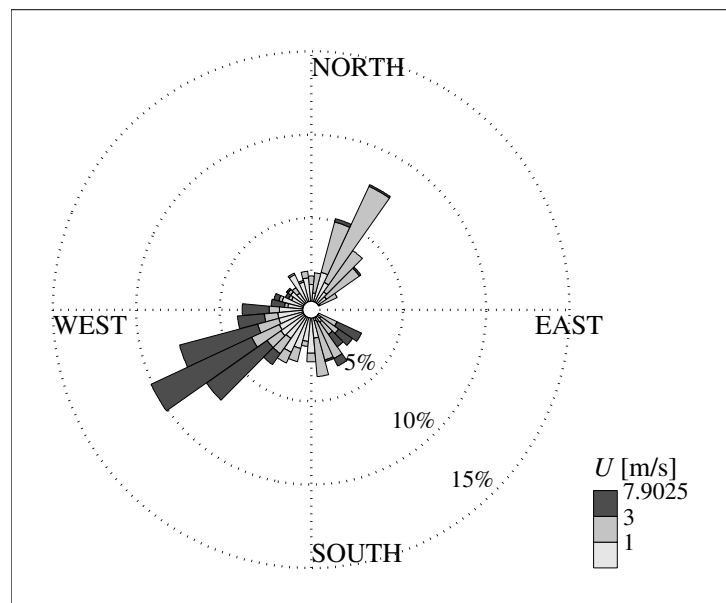 NORTH
WEST
EAST
5%
10%
15%
U [m/s]
7.9025
3
1
SOUTH